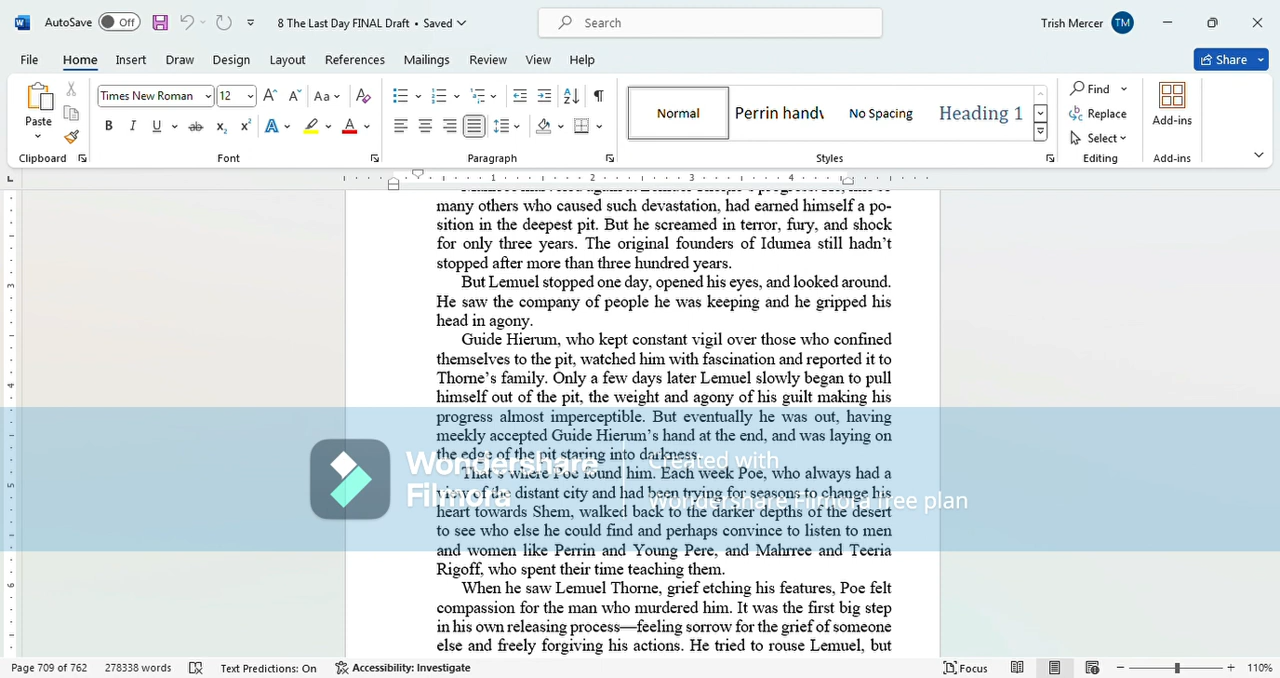 AutoSave Off 8 The Last Day FINAL Draft • Saved Search Trish Mercer TM
File Home Insert Draw Design Layout References Mailings Review View Help Share
Paste Times New Roman 12 Aa Normal Perrin handw No Spacing Heading 1 Find Replace Select Add-ins
Clipboard Font Paragraph Styles Editing Add-ins
1 2 3 4
many others who caused such devastation, had earned himself a po-
sition in the deepest pit. But he screamed in terror, fury, and shock
for only three years. The original founders of Idumea still hadn't
stopped after more than three hundred years.
But Lemuel stopped one day, opened his eyes, and looked around.
He saw the company of people he was keeping and he gripped his
head in agony.
Guide Hierum, who kept constant vigil over those who confined
themselves to the pit, watched him with fascination and reported it to
Thorne's family. Only a few days later Lemuel slowly began to pull
himself out of the pit, the weight and agony of his guilt making his
progress almost imperceptible. But eventually he was out, having
meekly accepted Guide Hierum's hand at the end, and was laying on
the edge of the pit staring into darkness.
That's where Poe found him. Each week Poe, who always had a
view of the distant city and had been trying for seasons to change his
heart towards Shem, walked back to the darker depths of the desert
to see who else he could find and perhaps convince to listen to men
and women like Perrin and Young Pere, and Mahrree and Teeria
Rigoff, who spent their time teaching them.
When he saw Lemuel Thorne, grief etching his features, Poe felt
compassion for the man who murdered him. It was the first big step
in his own releasing process—feeling sorrow for the grief of someone
else and freely forgiving his actions. He tried to rouse Lemuel, but
Wondershare
Filmora
Created with
Wondershare Filmora free plan
Page 709 of 762 278338 words Text Predictions: On Accessibility: Investigate Focus 110%